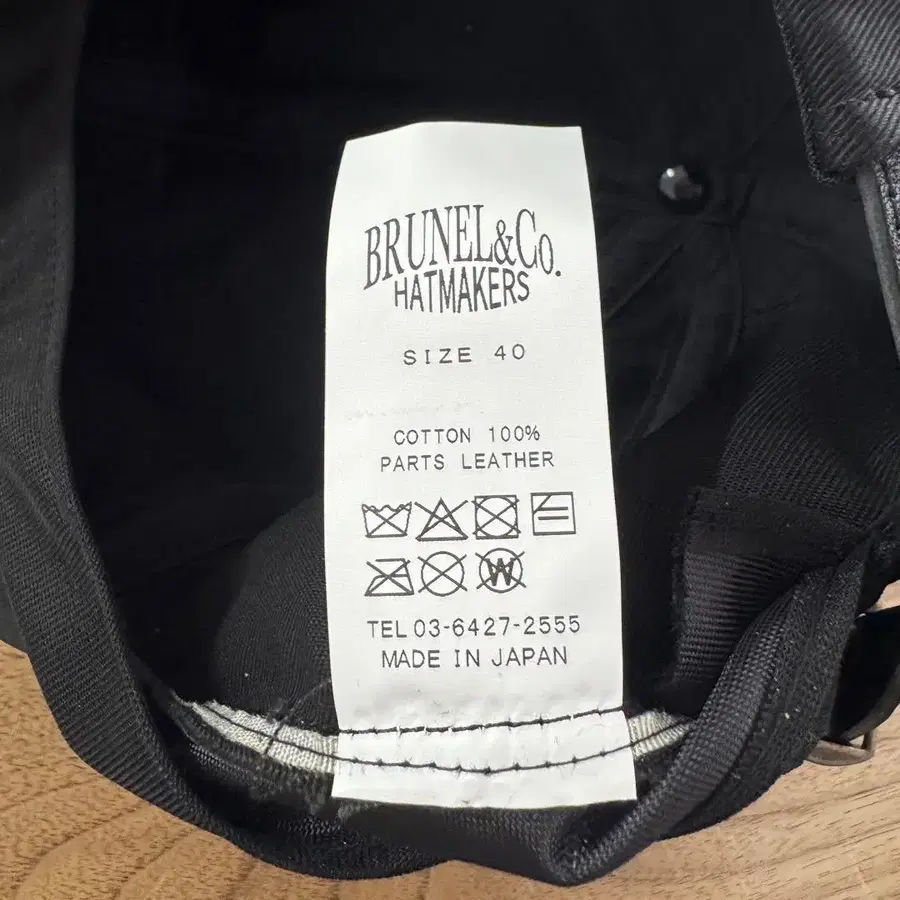 BRUNEL&CO.
HATMAKERS
SIZE 40
COTTON 100%
PARTS LEATHER
W
TEL 03-6427-2555
MADE IN JAPAN